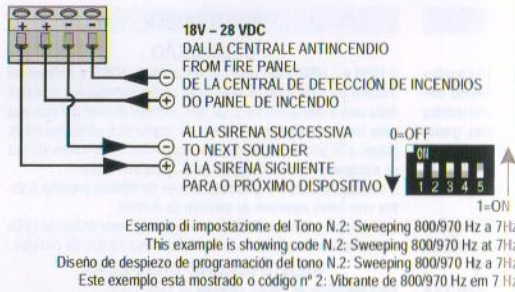 + + - -
18V – 28 VDC
DALLA CENTRALE ANTINCENDIO
FROM FIRE PANEL
DE LA CENTRAL DE DETECCIÓN DE INCENDIOS
DO PAINEL DE INCÊNDIO
-
+
ALLA SIRENA SUCCESSIVA
TO NEXT SOUNDER
A LA SIRENA SIGUIENTE
PARA O PRÓXIMO DISPOSITIVO
-
+
0=OFF
ON
1 2 3 4 5
1=ON
Esempio di impostazione del Tono N.2: Sweeping 800/970 Hz a 7Hz
This example is showing code N.2: Sweeping 800/970 Hz at 7Hz
Diseño de despiezo de programación del tono N.2: Sweeping 800/970 Hz a 7Hz
Este exemplo está mostrado o código nº 2: Vibrante de 800/970 Hz em 7 Hz